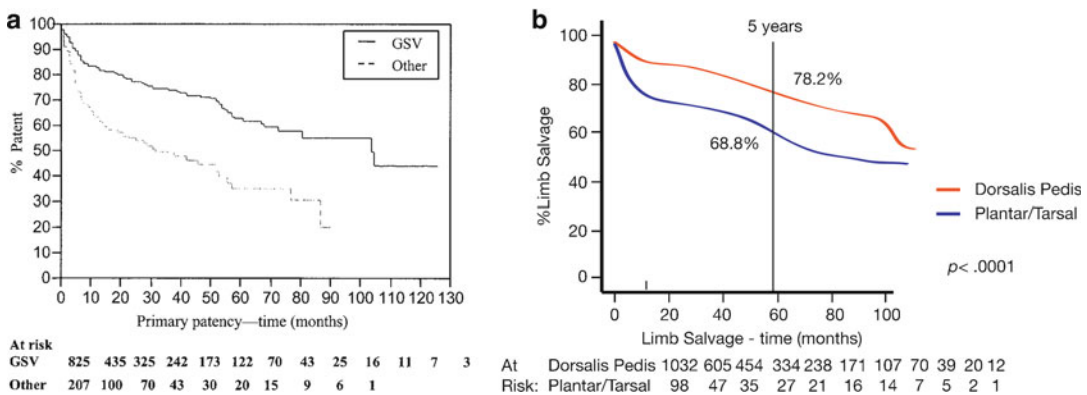 a
GSV
Other
100
90
80
70
60
50
40
30
20
10
0
% Patent
0 10 20 30 40 50 60 70 80 90 100 110 120 130
Primary patency—time (months)
At risk
GSV 825 435 325 242 173 122 70 43 25 16 11 7 3
Other 207 100 70 43 30 20 15 9 6 1
b
5 years
100
80
60
40
80
0
%Limb Salvage
78.2%
68.8%
Dorsalis Pedis
Plantar/Tarsal
p< .0001
0 20 40 60 80 100
Limb Salvage - time (months)
At Dorsalis Pedis 1032 605 454 334 238 171 107 70 39 20 12
Risk: Plantar/Tarsal 98 47 35 27 21 16 14 7 5 2 1